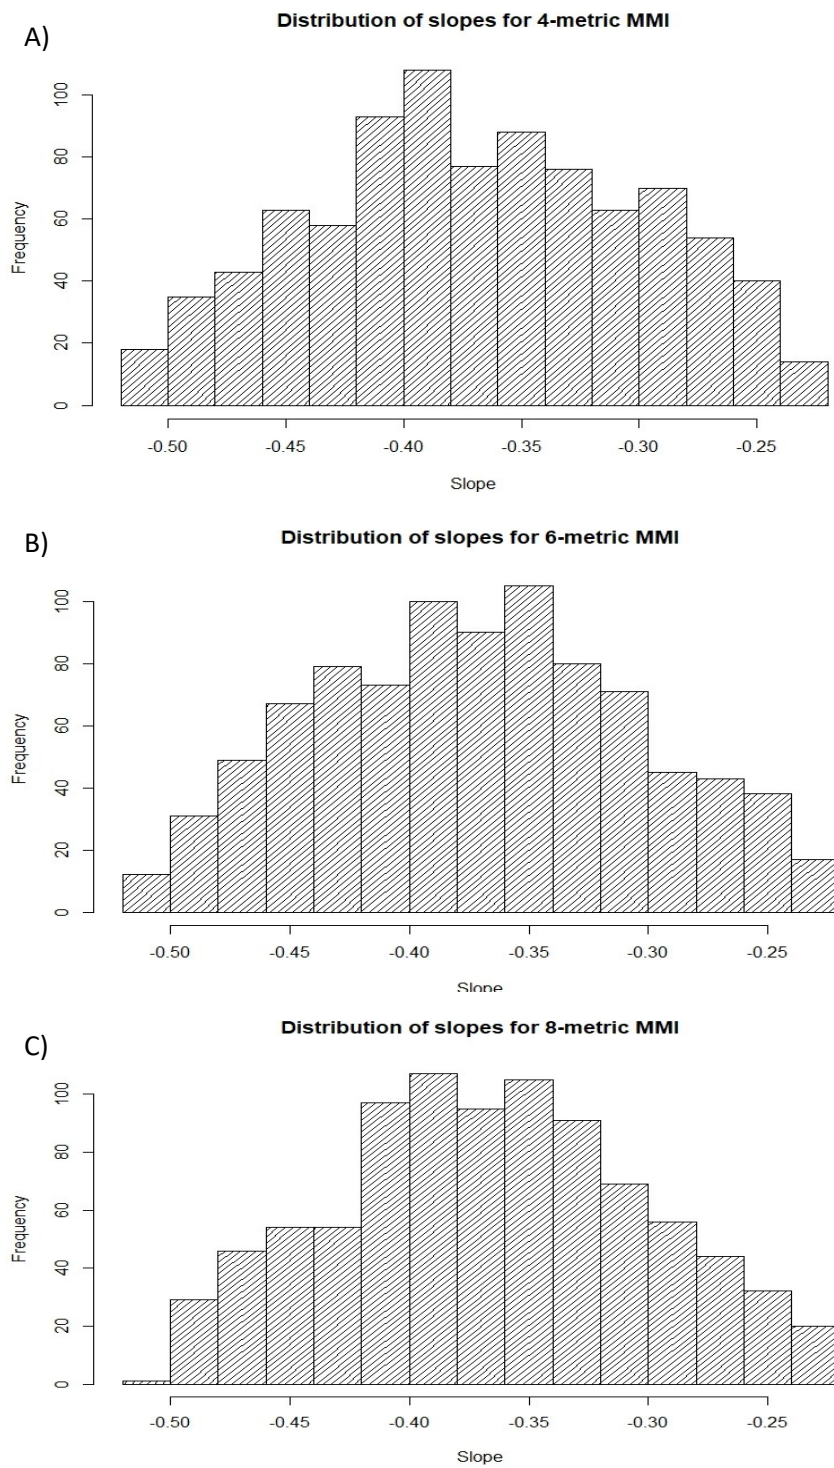 A)
Distribution of slopes for 4-metric MMI
Frequency
100
80
60
40
20
0
-0.50 -0.45 -0.40 -0.35 -0.30 -0.25
Slope
B)
Distribution of slopes for 6-metric MMI
Frequency
100
80
60
40
20
0
-0.50 -0.45 -0.40 -0.35 -0.30 -0.25
Slope
C)
Distribution of slopes for 8-metric MMI
Frequency
100
80
60
40
20
0
-0.50 -0.45 -0.40 -0.35 -0.30 -0.25
Slope